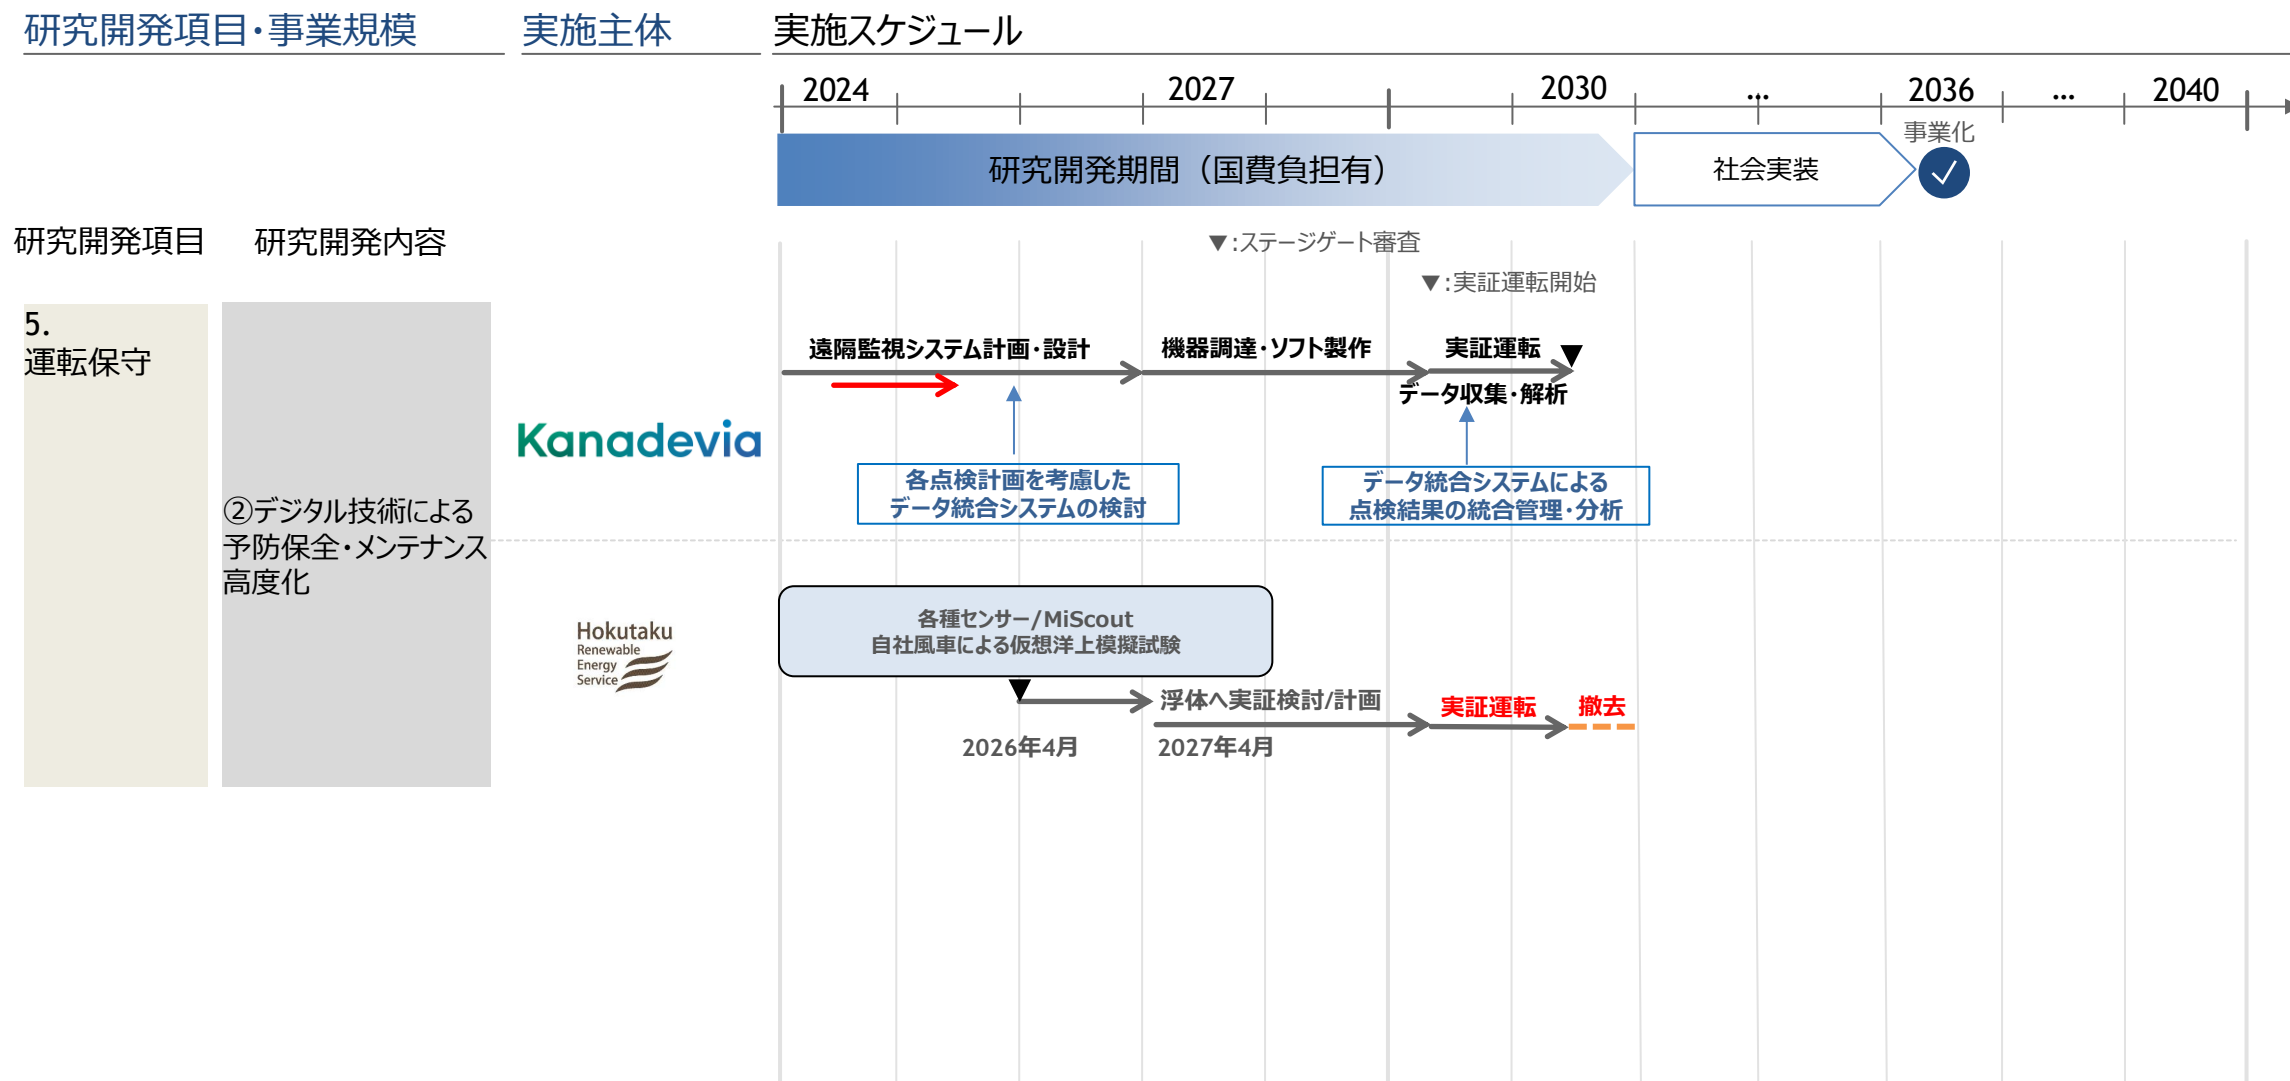 研究開発項目・事業規模
実施主体
実施スケジュール
2024
2027
2030
...
2036
...
2040
事業化
研究開発期間（国費負担有）
社会実装
研究開発項目
研究開発内容
▼:ステージゲート審査
▼:実証運転開始
5.
運転保守
②デジタル技術による
予防保全・メンテナンス
高度化
Kanadevia
遠隔監視システム計画・設計
機器調達・ソフト製作
実証運転
データ収集・解析
各点検計画を考慮した
データ統合システムの検討
データ統合システムによる
点検結果の統合管理・分析
Hokutaku
Renewable
Energy
Service
各種センサー/MiScout
自社風車による仮想洋上模擬試験
浮体へ実証検討/計画
実証運転
撤去
2026年4月
2027年4月